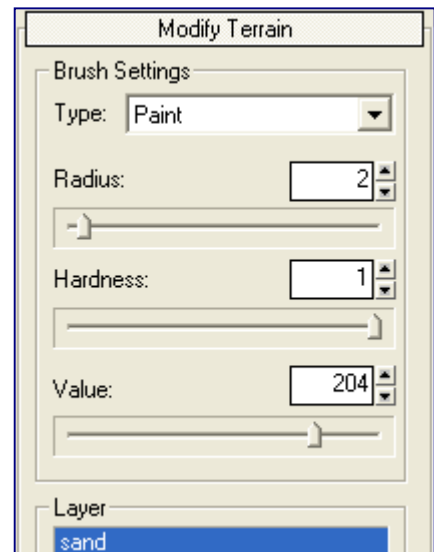 Modify Terrain
Brush Settings
Type: Paint
Radius: 2
Hardness: 1
Value: 204
Layer
sand